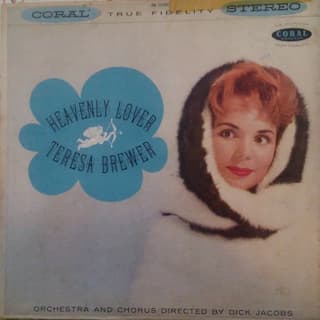 CORAL TRUE FIDELITY STEREO
CORAL
HEAVENLY LOVER
TERESA BREWER
ORCHESTRA AND CHORUS DIRECTED BY DICK JACOBS